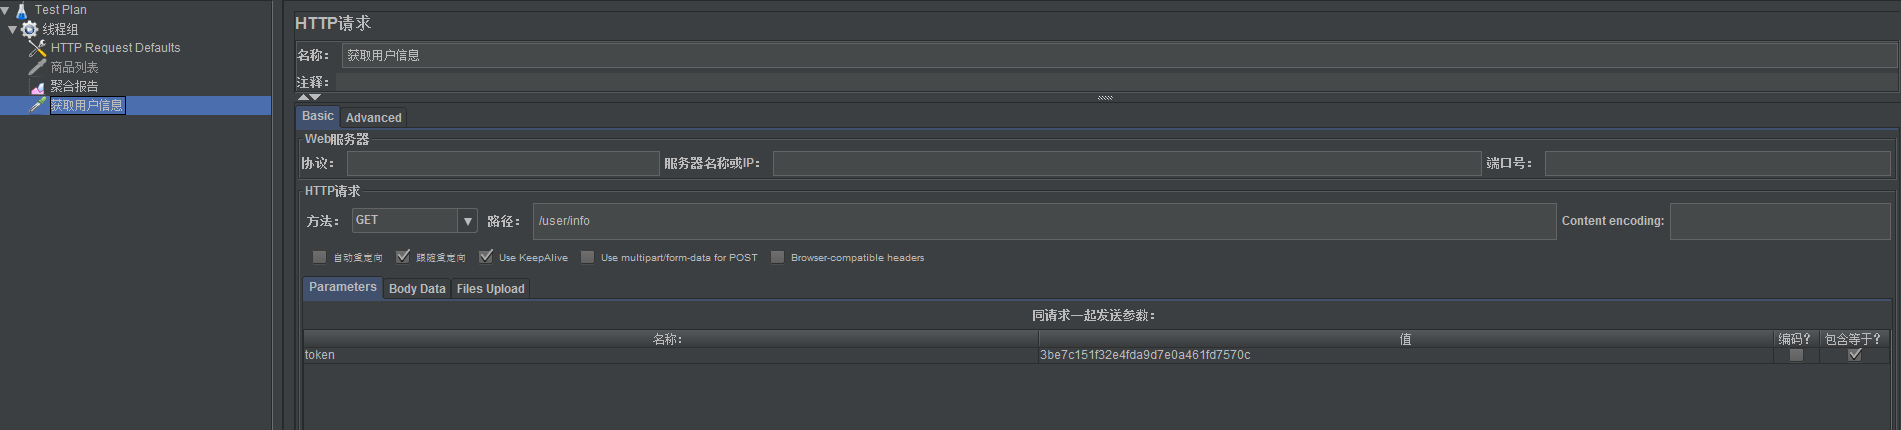 Test Plan
线程组
HTTP Request Defaults
商品列表
聚合报告
获取用户信息
HTTP请求
名称： 获取用户信息
注释：
Basic Advanced
Web服务器
协议： 服务器名称或IP： 端口号：
HTTP请求
方法： GET 路径： /user/info Content encoding:
自动重定向 跟随重定向 Use KeepAlive Use multipart/form-data for POST Browser-compatible headers
Parameters Body Data Files Upload
同请求一起发送参数：
名称： 值 编码? 包含等于?
token 3be7c151f32e4fda9d7e0a461fd7570c